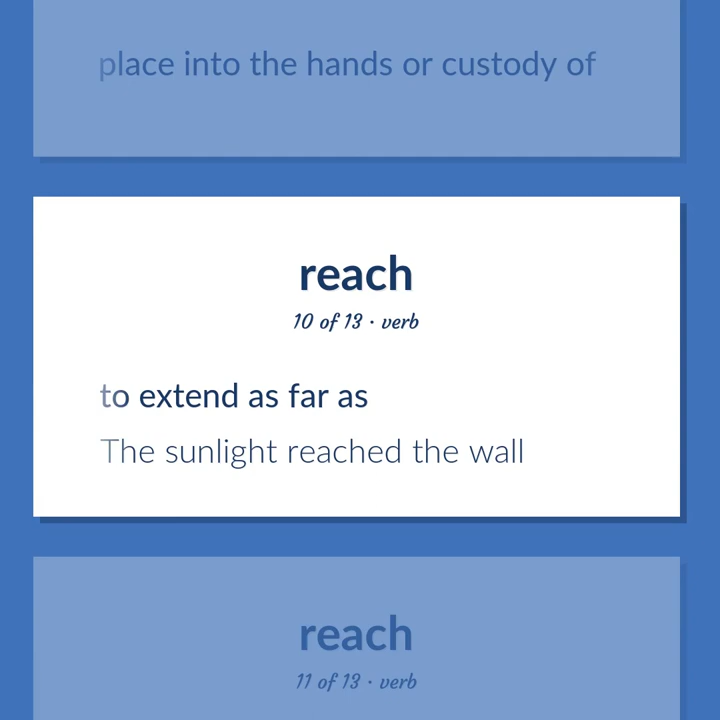 place into the hands or custody of
reach
10 of 13 · verb
to extend as far as
The sunlight reached the wall
reach
11 of 13 · verb